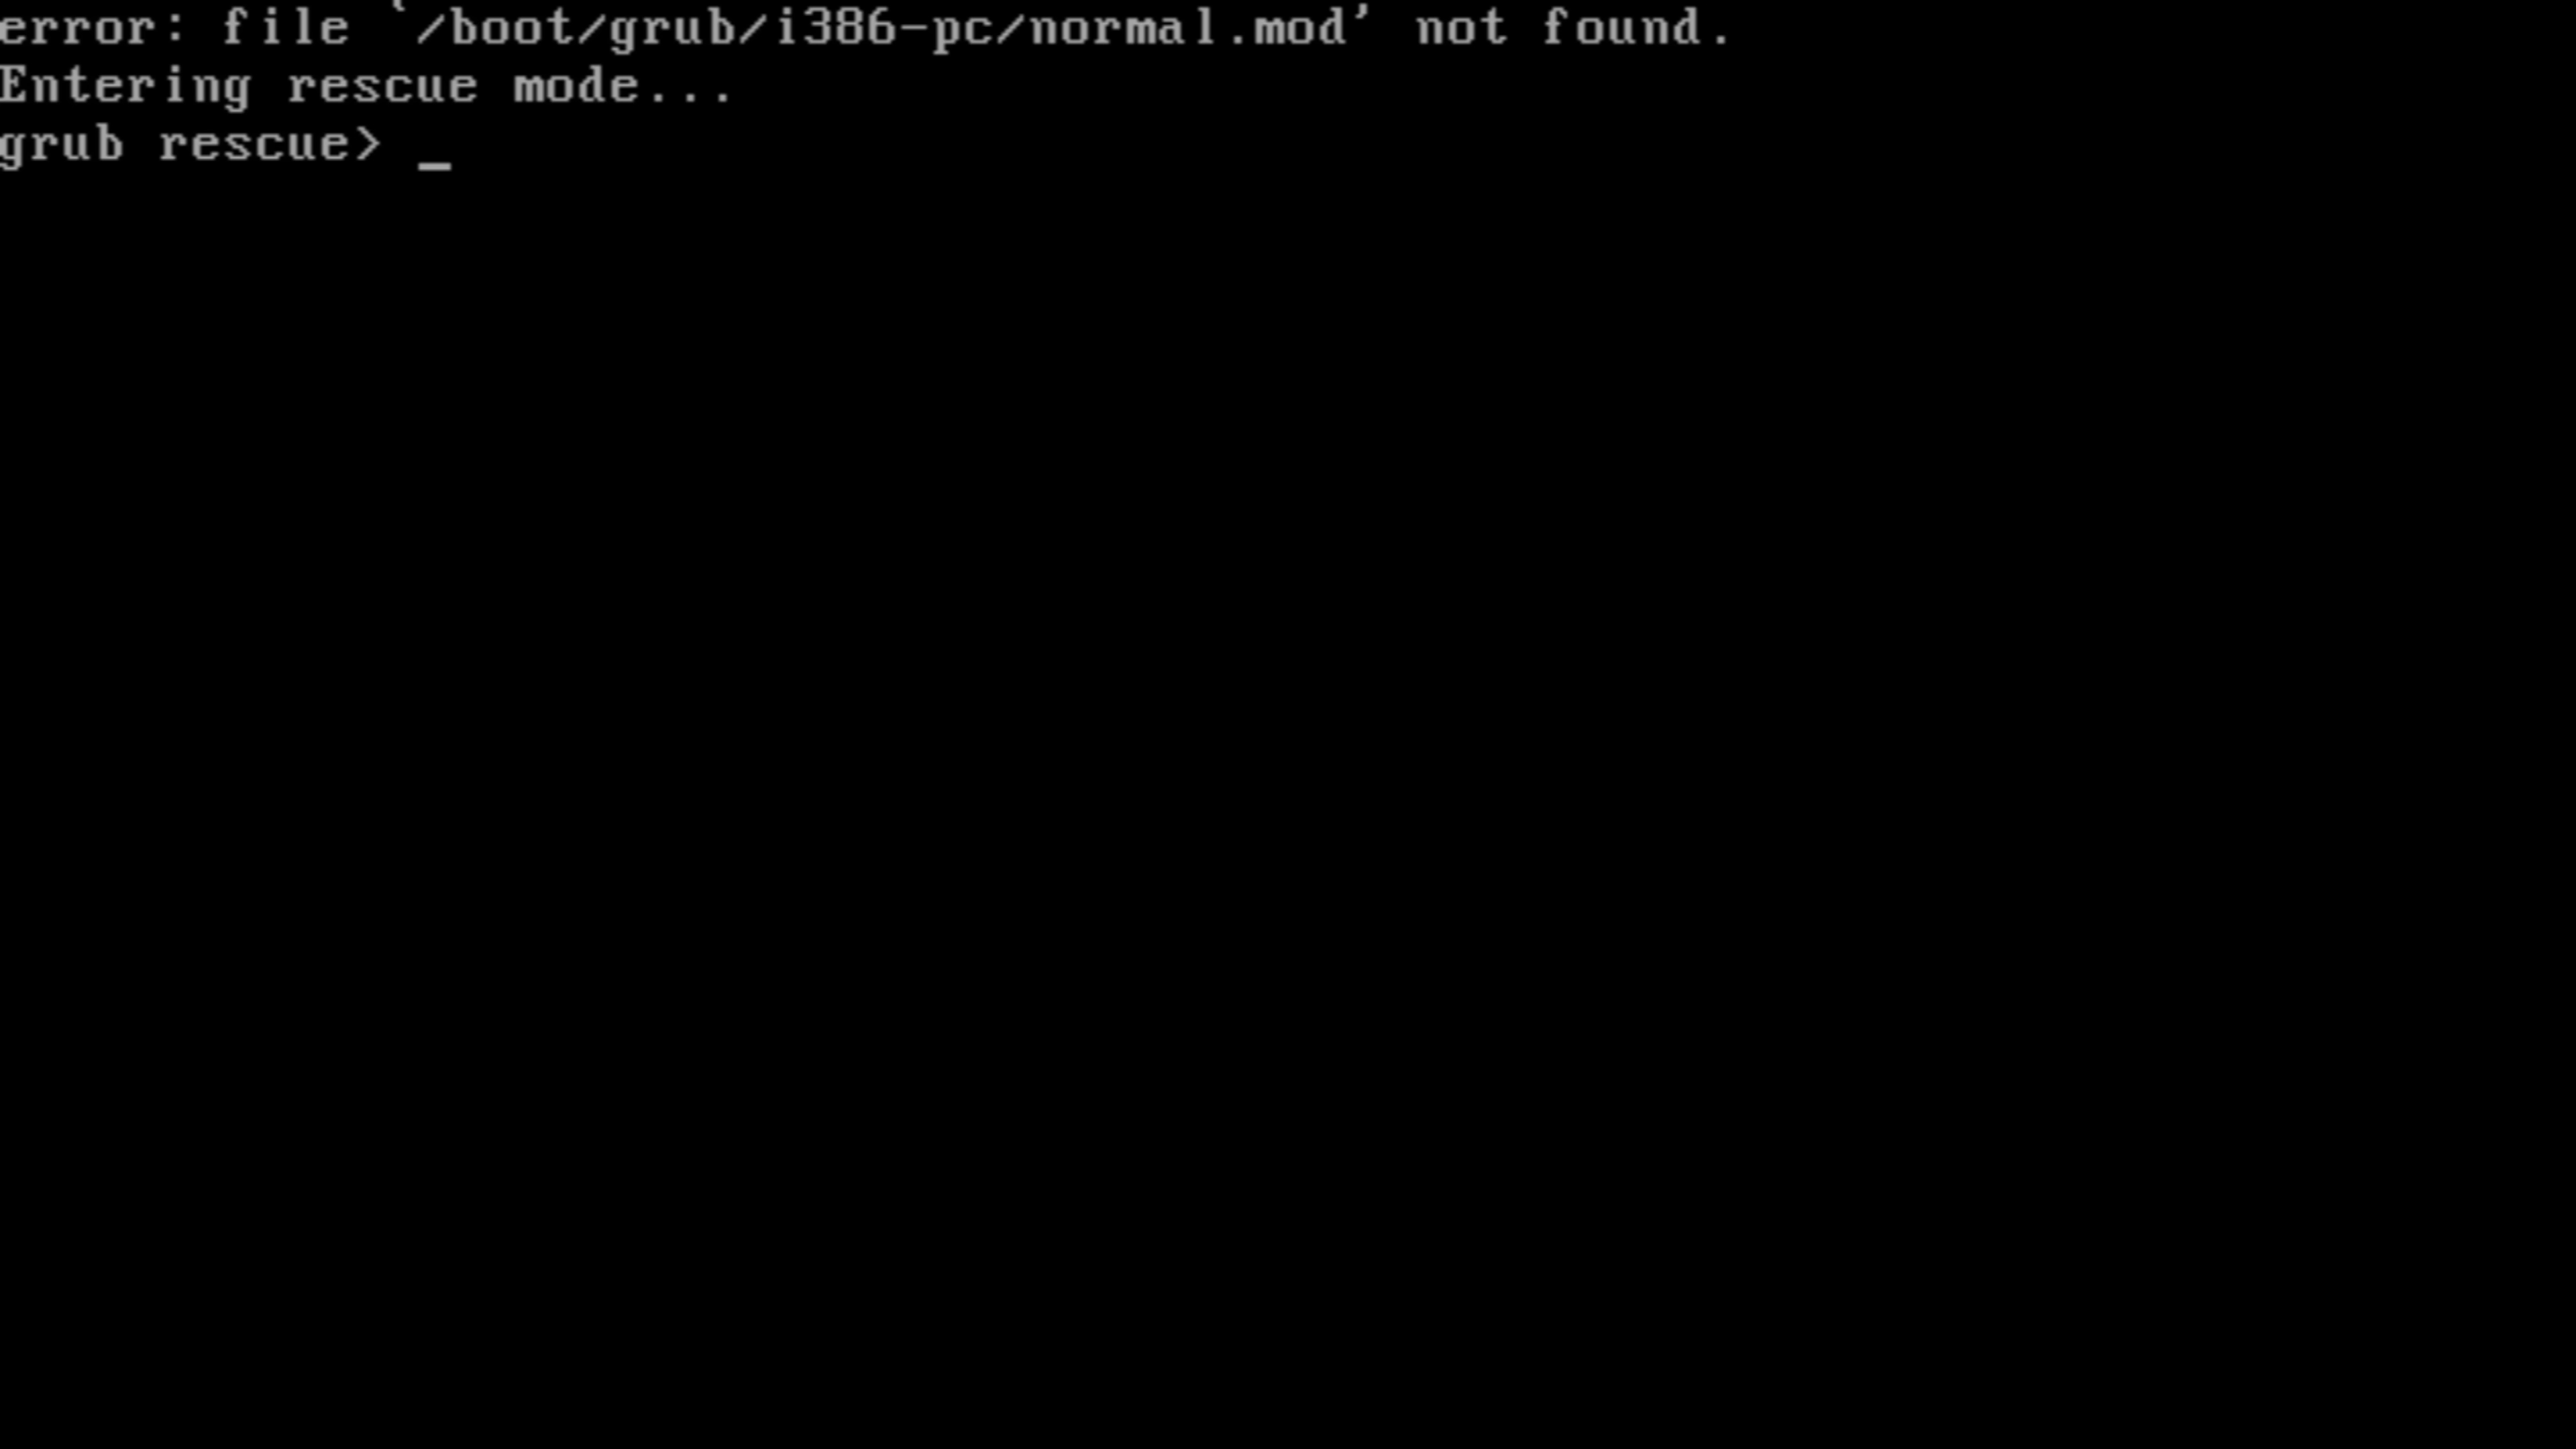 error: file `/boot/grub/i386-pc/normal.mod' not found.
Entering rescue mode...
grub rescue> _